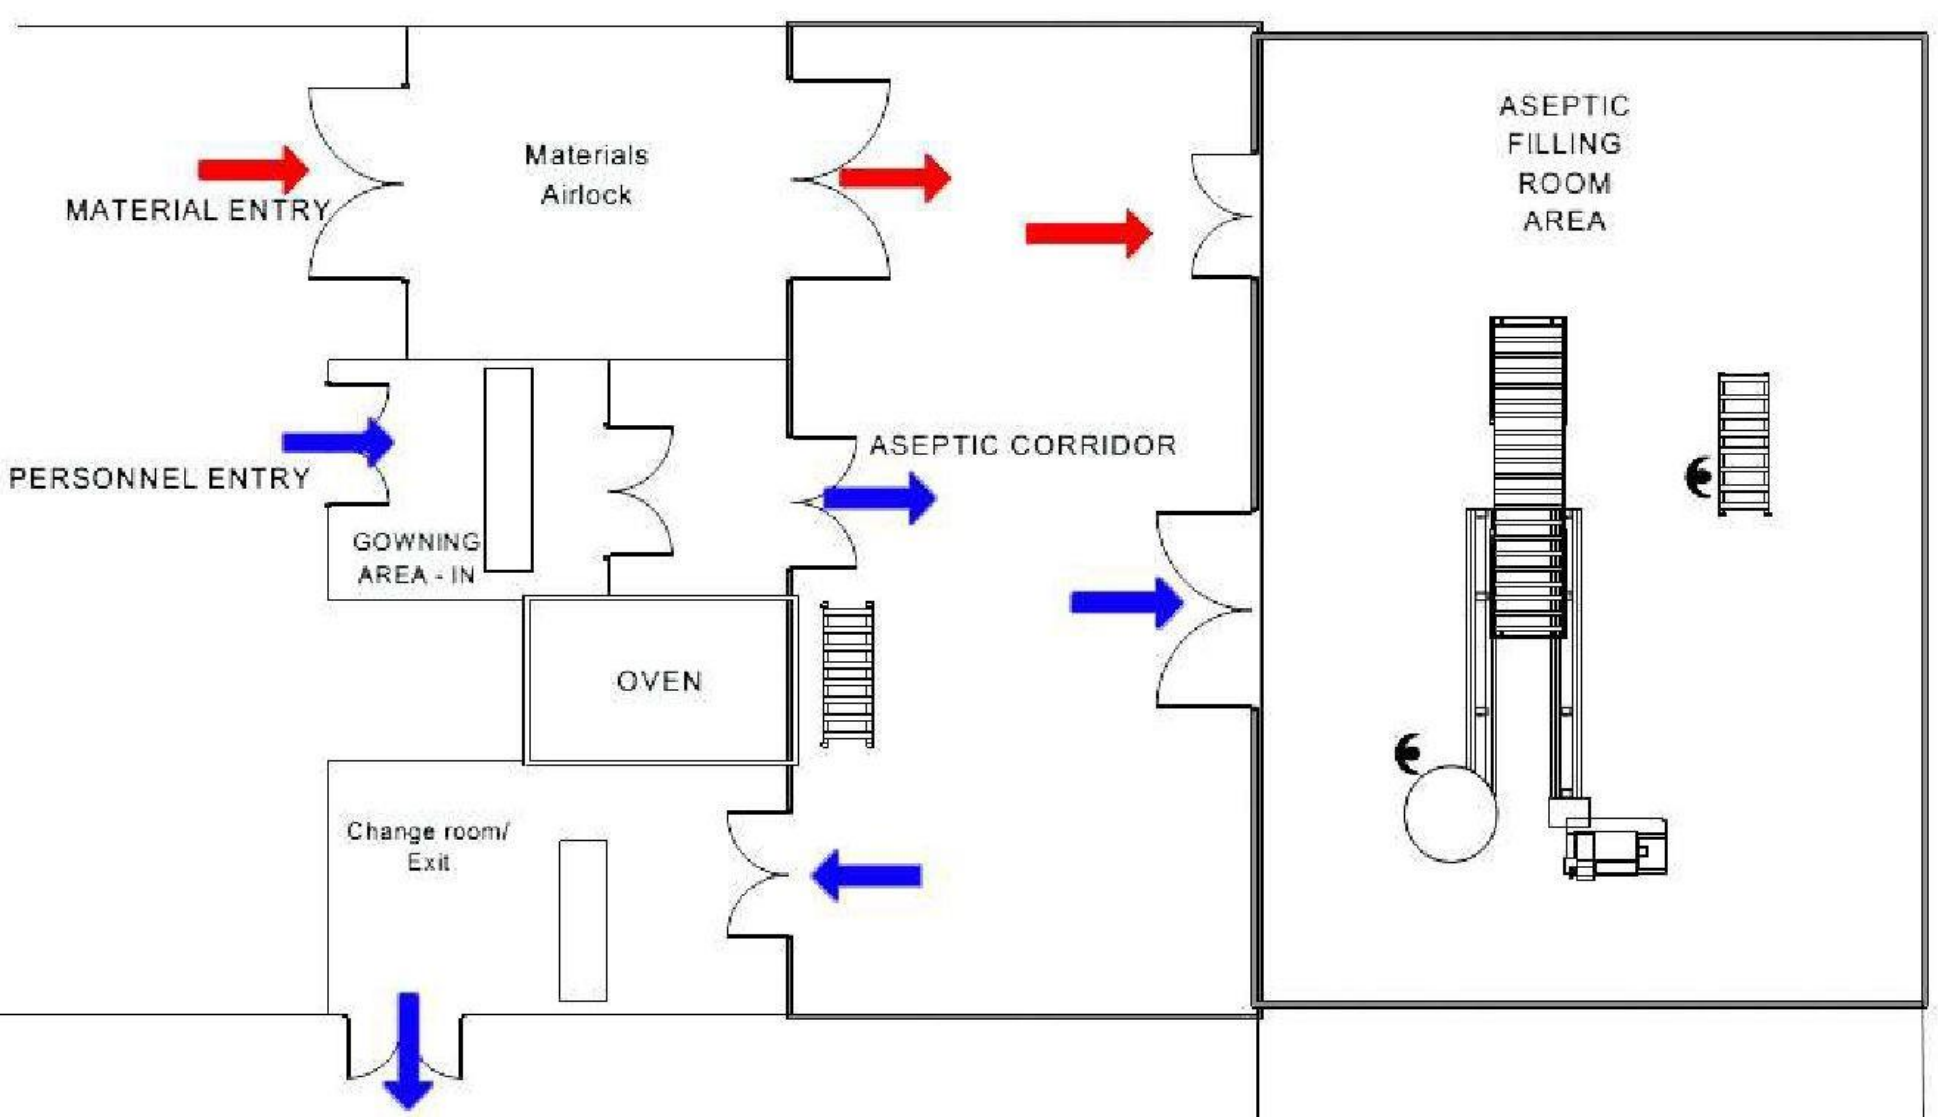 ASEPTIC
FILLING
ROOM
AREA
Materials
Airlock
MATERIAL ENTRY
ASEPTIC CORRIDOR
PERSONNEL ENTRY
GOWNING
AREA - IN
OVEN
Change room/
Exit